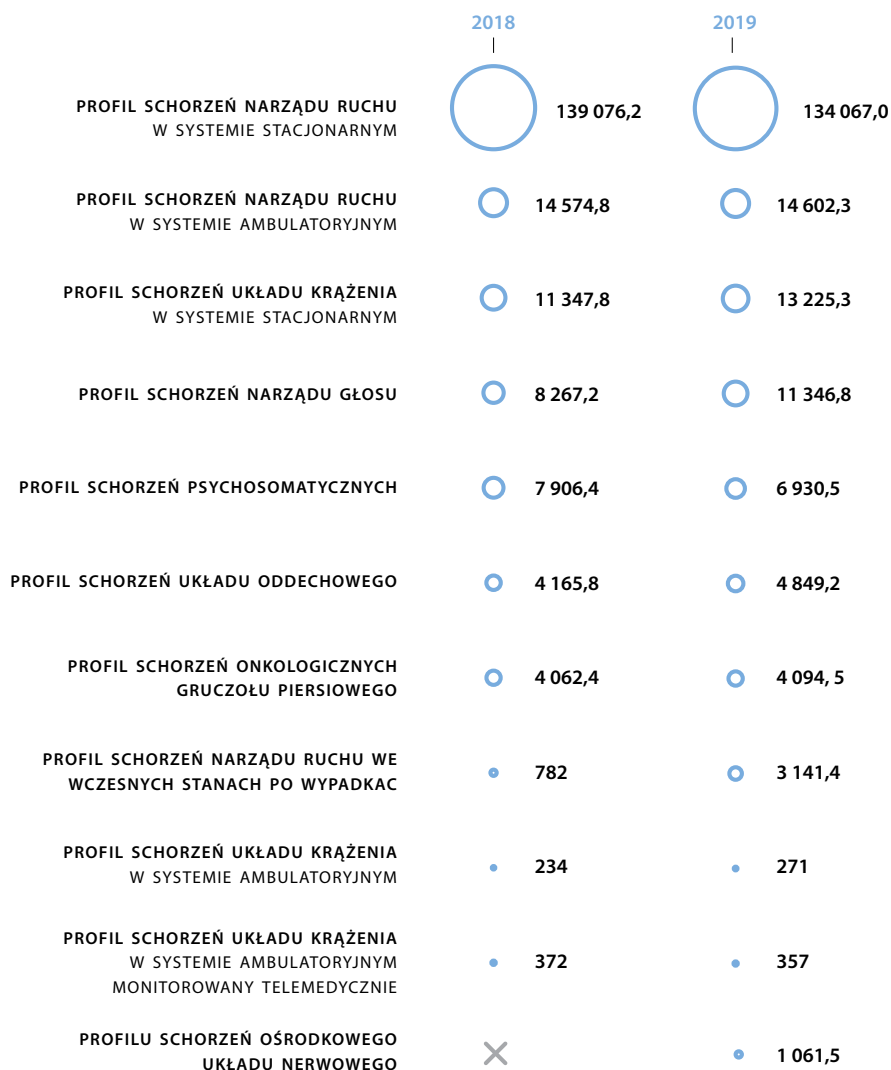 2018 2019
PROFIL SCHORZEŃ NARZĄDU RUCHU
W SYSTEMIE STACJONARNYM
139 076,2 134 067,0
PROFIL SCHORZEŃ NARZĄDU RUCHU
W SYSTEMIE AMBULATORYJNYM
14 574,8 14 602,3
PROFIL SCHORZEŃ UKŁADU KRĄŻENIA
W SYSTEMIE STACJONARNYM
11 347,8 13 225,3
PROFIL SCHORZEŃ NARZĄDU GŁOSU 8 267,2 11 346,8
PROFIL SCHORZEŃ PSYCHOSOMATYCZNYCH 7 906,4 6 930,5
PROFIL SCHORZEŃ UKŁADU ODDECHOWEGO 4 165,8 4 849,2
PROFIL SCHORZEŃ ONKOLOGICZNYCH
GRUCZOŁU PIERSIOWEGO
4 062,4 4 094, 5
PROFIL SCHORZEŃ NARZĄDU RUCHU WE
WCZESNYCH STANACH PO WYPADKAC
782 3 141,4
PROFIL SCHORZEŃ UKŁADU KRĄŻENIA
W SYSTEMIE AMBULATORYJNYM
234 271
PROFIL SCHORZEŃ UKŁADU KRĄŻENIA
W SYSTEMIE AMBULATORYJNYM
MONITOROWANY TELEMEDYCZNIE
372 357
PROFILU SCHORZEŃ OŚRODKOWEGO
UKŁADU NERWOWEGO
1 061,5